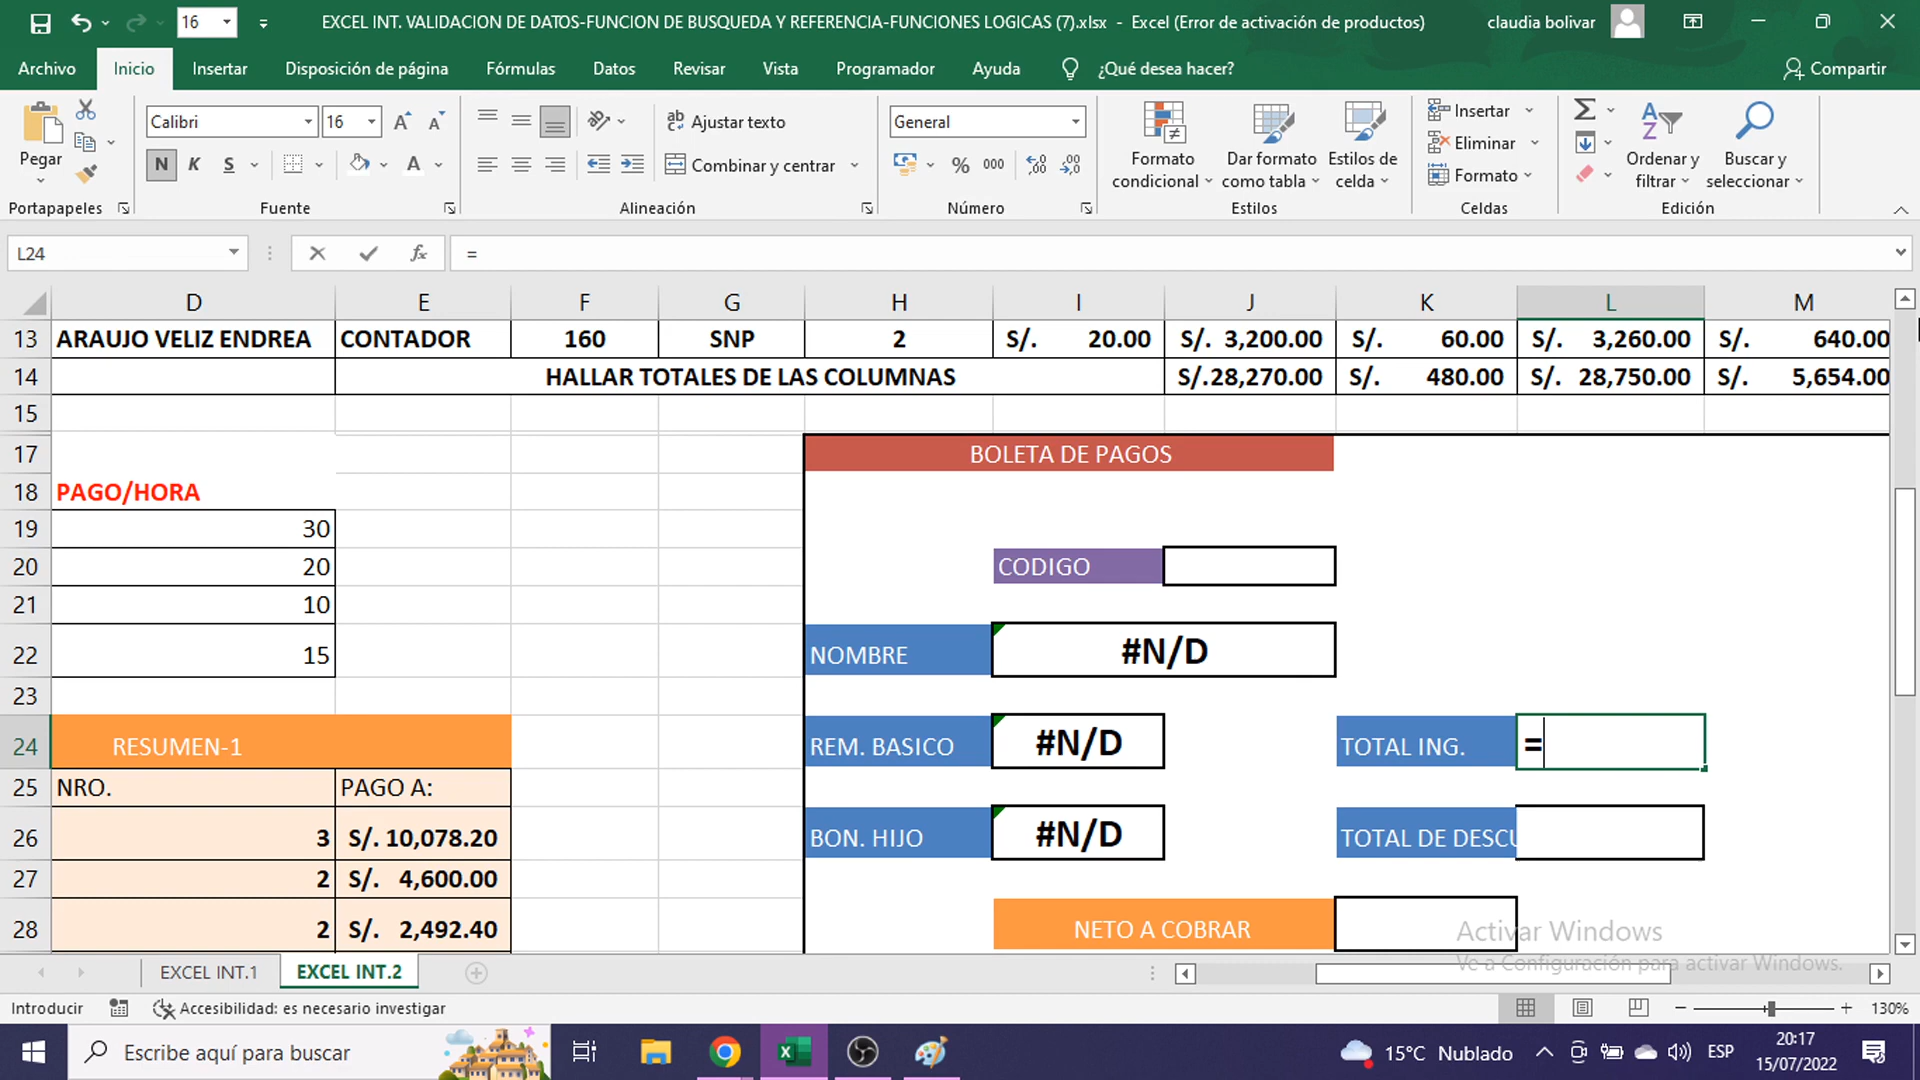 16
EXCEL INT. VALIDACION DE DATOS-FUNCION DE BUSQUEDA Y REFERENCIA-FUNCIONES LOGICAS (7).xlsx - Excel (Error de activación de productos)
claudia bolivar
Archivo Inicio Insertar Disposición de página Fórmulas Datos Revisar Vista Programador Ayuda ¿Qué desea hacer? Compartir
Pegar
Calibri 16
N K S
Ajustar texto
Combinar y centrar
General
% 000
Formato condicional
Dar formato como tabla
Estilos de celda
Insertar
Eliminar
Formato
Ordenar y filtrar
Buscar y seleccionar
Portapapeles Fuente Alineación Número Estilos Celdas Edición
L24 fx =
D E F G H I J K L M
13 ARAUJO VELIZ ENDREA CONTADOR 160 SNP 2 S/. 20.00 S/. 3,200.00 S/. 60.00 S/. 3,260.00 S/. 640.00
14 HALLAR TOTALES DE LAS COLUMNAS S/.28,270.00 S/. 480.00 S/. 28,750.00 S/. 5,654.00
15
17 BOLETA DE PAGOS
18 PAGO/HORA
19 30
20 20 CODIGO
21 10
22 15 NOMBRE #N/D
23
24 RESUMEN-1 REM. BASICO #N/D TOTAL ING. =
25 NRO. PAGO A:
26 3 S/. 10,078.20 BON. HIJO #N/D TOTAL DE DESCU
27 2 S/. 4,600.00
28 2 S/. 2,492.40 NETO A COBRAR
Activar Windows
Ve a Configuración para activar Windows.
EXCEL INT.1 EXCEL INT.2
Introducir Accesibilidad: es necesario investigar 130%
Escribe aquí para buscar
15°C Nublado ESP
20:17
15/07/2022